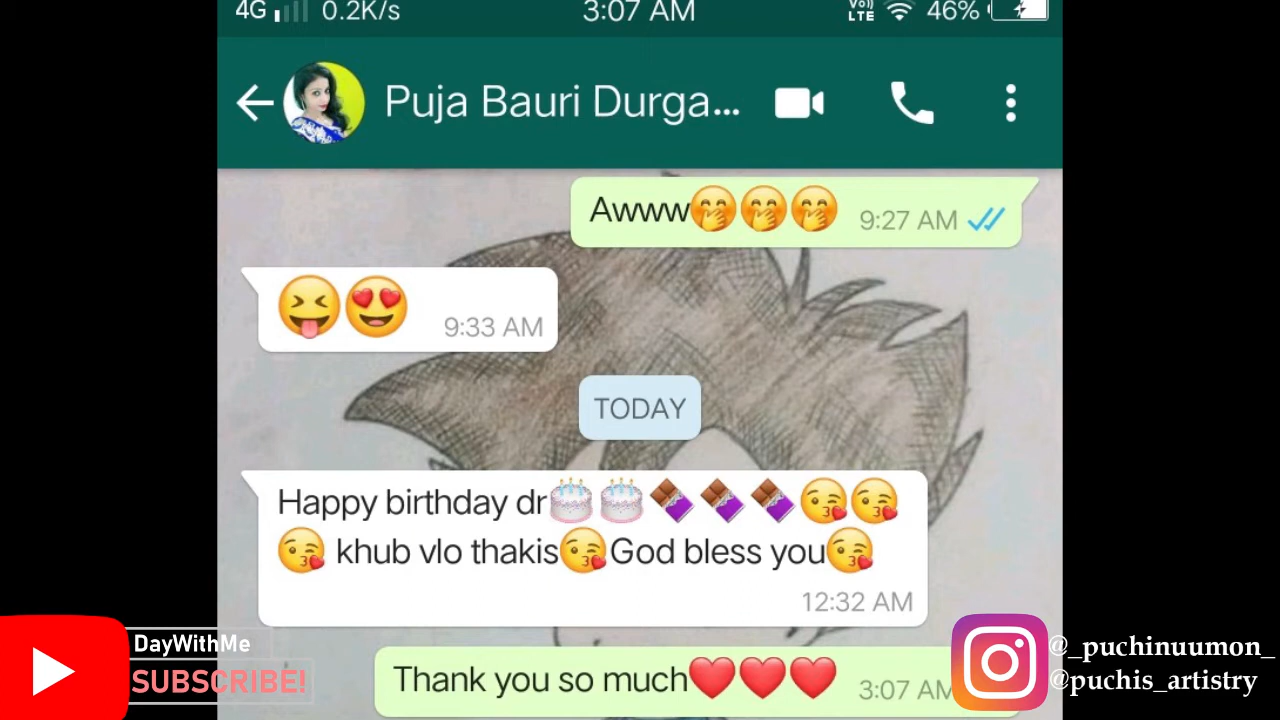 4G 0.2K/s 3:07 AM VoLTE 46%
Puja Bauri Durga...
Awww🤭🤭🤭 9:27 AM
😝😍 9:33 AM
TODAY
Happy birthday dr🎂🎂🍫🍫🍫😘😘
😘 khub vlo thakis😘God bless you😘
12:32 AM
Thank you so much❤️❤️❤️ 3:07 AM
DayWithMe
SUBSCRIBE!
@_puchinuumon_
@puchis_artistry